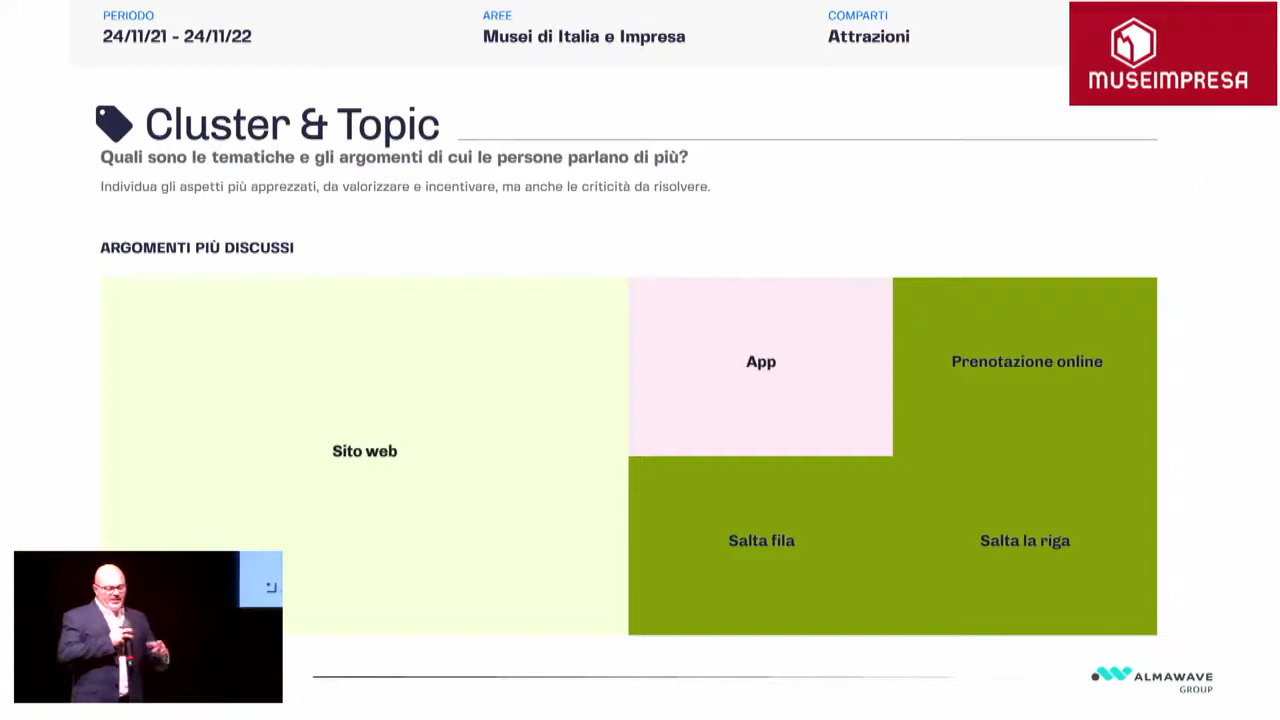 PERIODO
24/11/21 - 24/11/22
AREE
Musei di Italia e Impresa
COMPARTI
Attrazioni
MUSEIMPRESA
Cluster & Topic
Quali sono le tematiche e gli argomenti di cui le persone parlano di più?
Individua gli aspetti più apprezzati, da valorizzare e incentivare, ma anche le criticità da risolvere.
ARGOMENTI PIÙ DISCUSSI
Sito web
App
Prenotazione online
Salta fila
Salta la riga
ALMAWAVE
GROUP